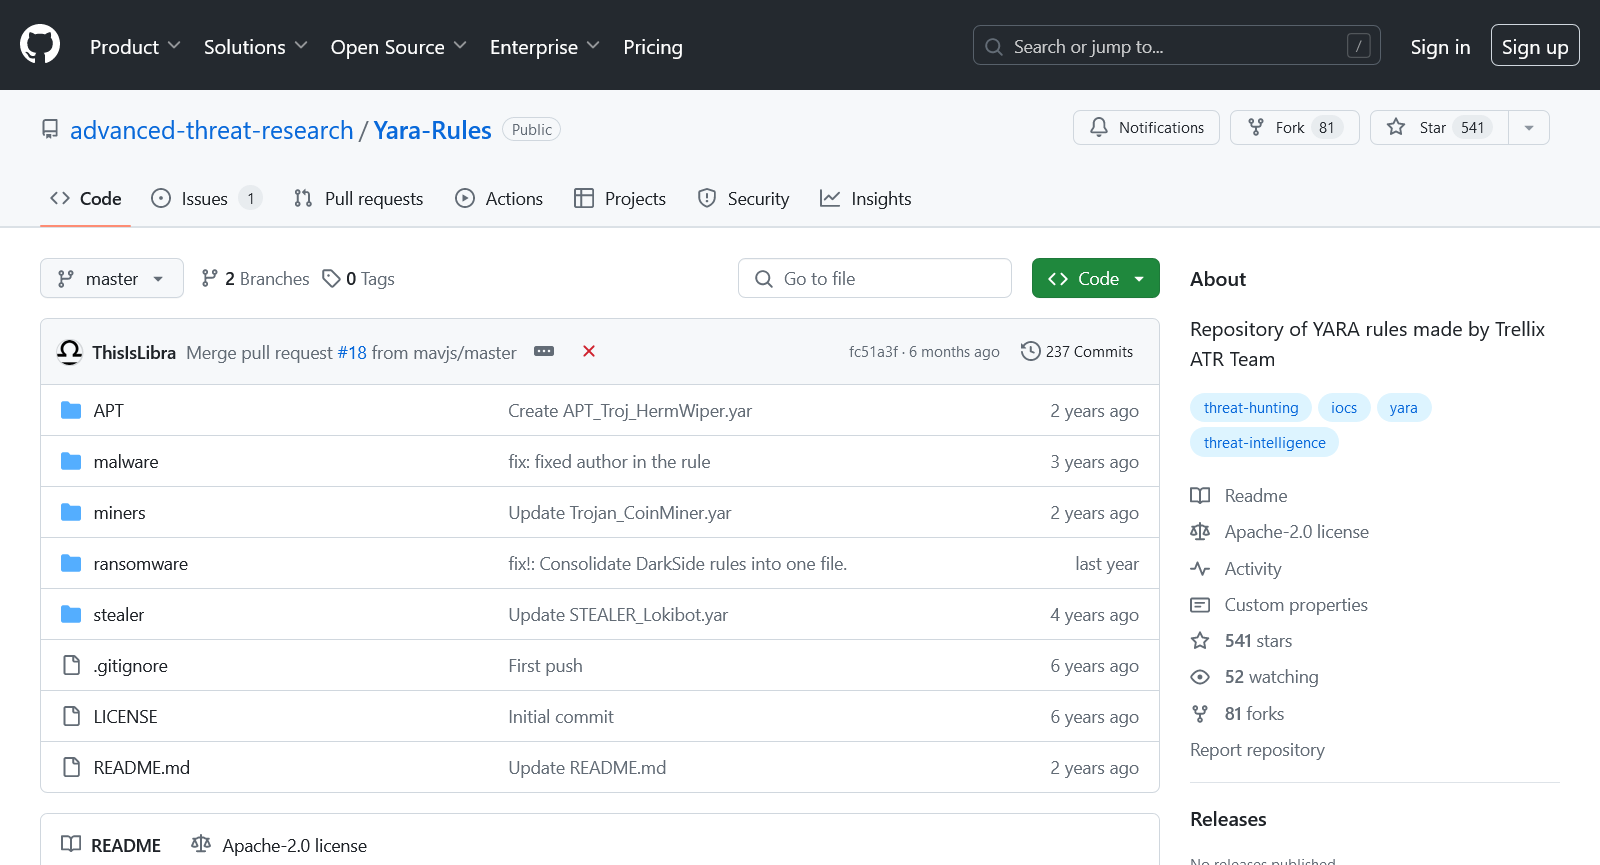 Product Solutions Open Source Enterprise Pricing Search or jump to... / Sign in Sign up
advanced-threat-research / Yara-Rules Public Notifications Fork 81 Star 541
Code Issues 1 Pull requests Actions Projects Security Insights
master 2 Branches 0 Tags Go to file Code
ThisIsLibra Merge pull request #18 from mavjs/master fc51a3f · 6 months ago 237 Commits
APT Create APT_Troj_HermWiper.yar 2 years ago
malware fix: fixed author in the rule 3 years ago
miners Update Trojan_CoinMiner.yar 2 years ago
ransomware fix!: Consolidate DarkSide rules into one file. last year
stealer Update STEALER_Lokibot.yar 4 years ago
.gitignore First push 6 years ago
LICENSE Initial commit 6 years ago
README.md Update README.md 2 years ago
README Apache-2.0 license
About
Repository of YARA rules made by Trellix
ATR Team
threat-hunting iocs yara
threat-intelligence
Readme
Apache-2.0 license
Activity
Custom properties
541 stars
52 watching
81 forks
Report repository
Releases
No releases published